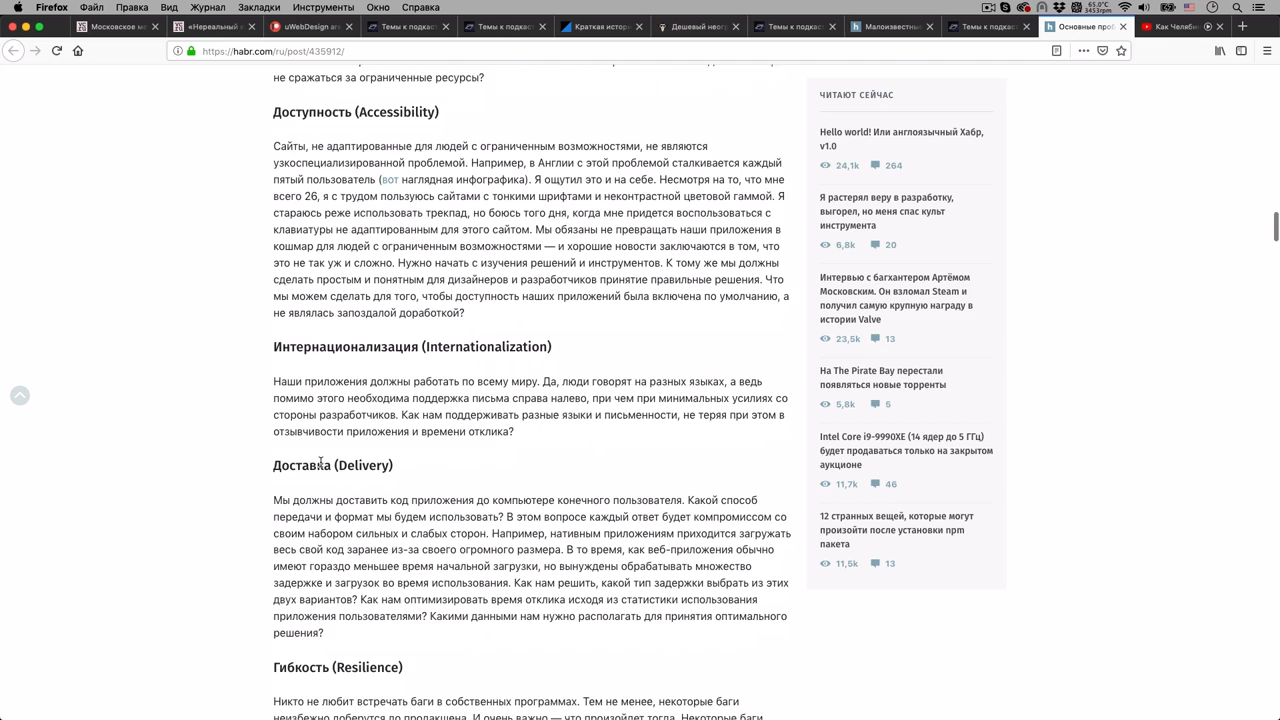 Firefox Файл Правка Вид Журнал Закладки Инструменты Окно Справка
65.0°C
3453rpm
Московское ме
«Нереальный к
uWebDesign ar
Темы к подкаст
Темы к подкаст
Краткая истори
Дешевый неогр
Темы к подкаст
Малоизвестны
Темы к подкаст
Основные проб
Как Челяби
https://habr.com/ru/post/435912/
не сражаться за ограниченные ресурсы?
Доступность (Accessibility)
Сайты, не адаптированные для людей с ограниченным возможностями, не являются
узкоспециализированной проблемой. Например, в Англии с этой проблемой сталкивается каждый
пятый пользователь (вот наглядная инфографика). Я ощутил это и на себе. Несмотря на то, что мне
всего 26, я с трудом пользуюсь сайтами с тонкими шрифтами и неконтрастной цветовой гаммой. Я
стараюсь реже использовать трекпад, но боюсь того дня, когда мне придется воспользоваться с
клавиатуры не адаптированным для этого сайтом. Мы обязаны не превращать наши приложения в
кошмар для людей с ограниченным возможностями — и хорошие новости заключаются в том, что
это не так уж и сложно. Нужно начать с изучения решений и инструментов. К тому же мы должны
сделать простым и понятным для дизайнеров и разработчиков принятие правильные решения. Что
мы можем сделать для того, чтобы доступность наших приложений была включена по умолчанию, а
не являлась запоздалой доработкой?
Интернационализация (Internationalization)
Наши приложения должны работать по всему миру. Да, люди говорят на разных языках, а ведь
помимо этого необходима поддержка письма справа налево, при чем при минимальных усилиях со
стороны разработчиков. Как нам поддерживать разные языки и письменности, не теряя при этом в
отзывчивости приложения и времени отклика?
Доставка (Delivery)
Мы должны доставить код приложения до компьютере конечного пользователя. Какой способ
передачи и формат мы будем использовать? В этом вопросе каждый ответ будет компромиссом со
своим набором сильных и слабых сторон. Например, нативным приложениям приходится загружать
весь свой код заранее из-за своего огромного размера. В то время, как веб-приложения обычно
имеют гораздо меньшее время начальной загрузки, но вынуждены обрабатывать множество
задержке и загрузок во время использования. Как нам решить, какой тип задержки выбрать из этих
двух вариантов? Как нам оптимизировать время отклика исходя из статистики использования
приложения пользователями? Какими данными нам нужно располагать для принятия оптимального
решения?
Гибкость (Resilience)
Никто не любит встречать баги в собственных программах. Тем не менее, некоторые баги
неизбежно доберутся до продакшена. И очень важно — что произойдет тогда. Некоторые баги
ЧИТАЮТ СЕЙЧАС
Hello world! Или англоязычный Хабр,
v1.0
24,1k 264
Я растерял веру в разработку,
выгорел, но меня спас культ
инструмента
6,8k 20
Интервью с багхантером Артёмом
Московским. Он взломал Steam и
получил самую крупную награду в
истории Valve
23,5k 13
На The Pirate Bay перестали
появляться новые торренты
5,8k 5
Intel Core i9-9990XE (14 ядер до 5 ГГц)
будет продаваться только на закрытом
аукционе
11,7k 46
12 странных вещей, которые могут
произойти после установки npm
пакета
11,5k 13